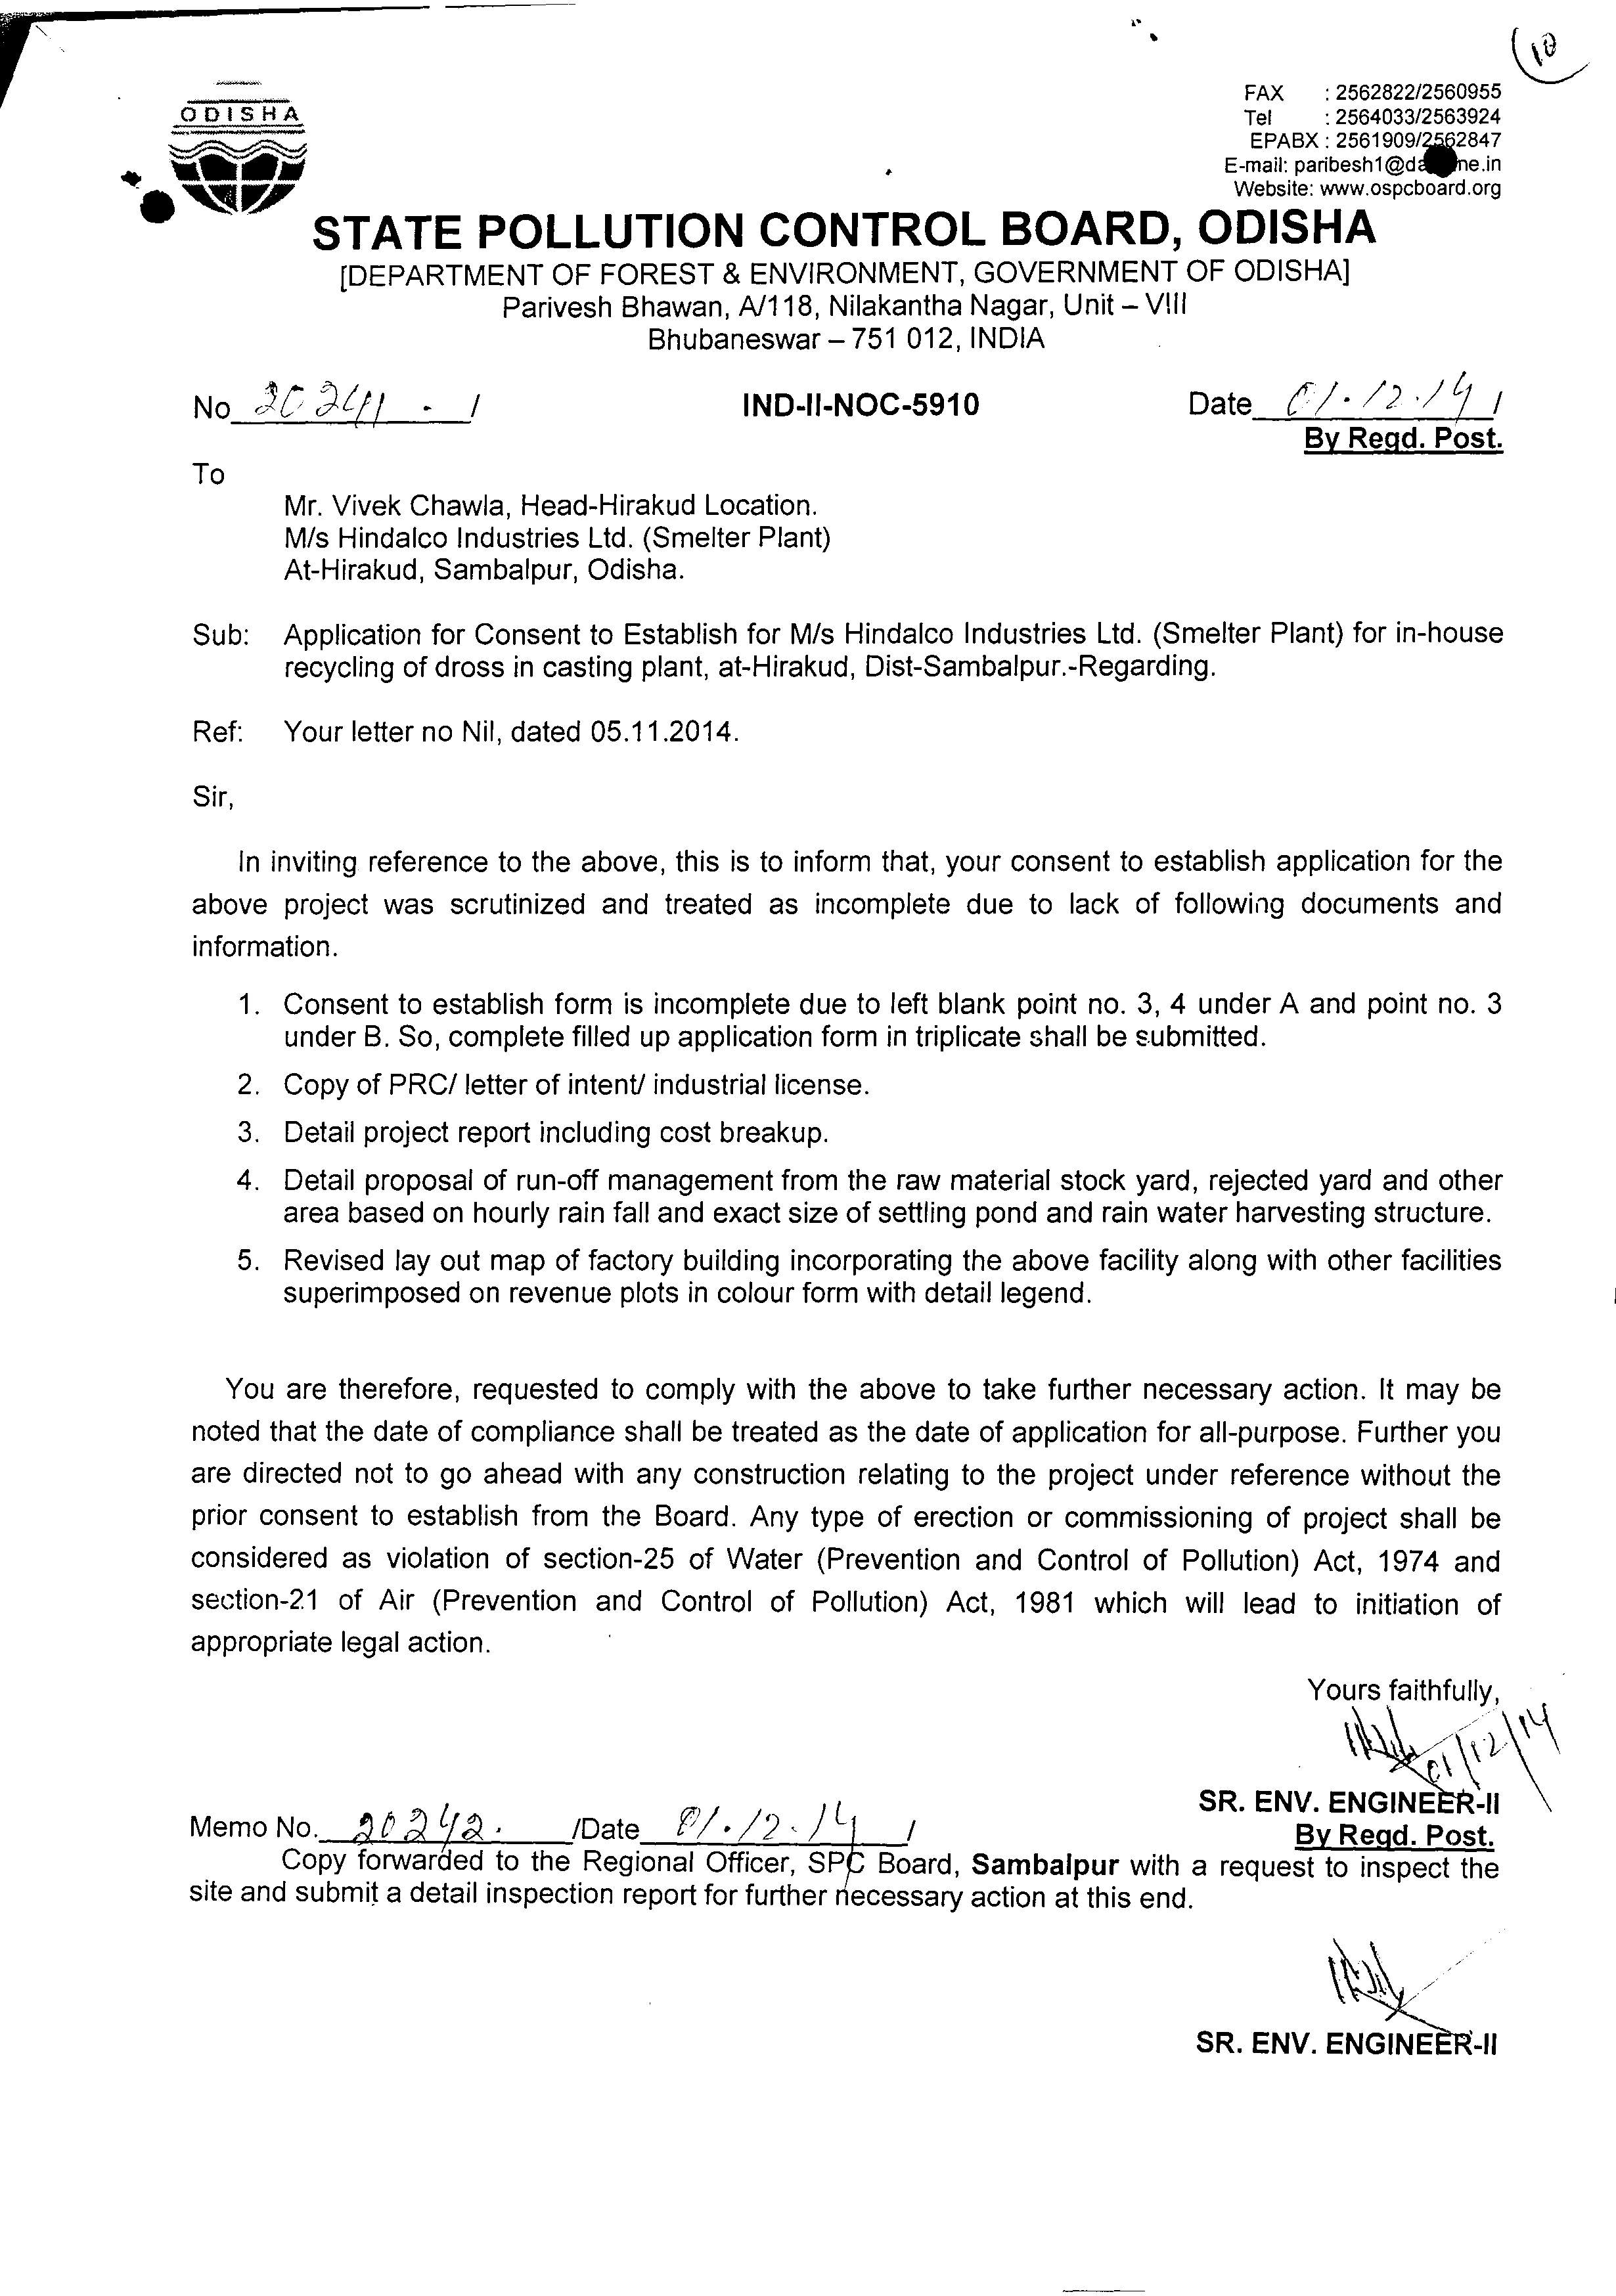 10
ODISHA
FAX : 2562822/2560955
Tel : 2564033/2563924
EPABX : 2561909/2562847
E-mail: paribesh1@
Website: www.ospcboard.org
STATE POLLUTION CONTROL BOARD, ODISHA
[DEPARTMENT OF FOREST & ENVIRONMENT, GOVERNMENT OF ODISHA]
Parivesh Bhawan, A/118, Nilakantha Nagar, Unit – VIII
Bhubaneswar – 751 012, INDIA
No 20241 . / IND-II-NOC-5910 Date 01.12.14 /
By Regd. Post.
To
Mr. Vivek Chawla, Head-Hirakud Location.
M/s Hindalco Industries Ltd. (Smelter Plant)
At-Hirakud, Sambalpur, Odisha.
Sub: Application for Consent to Establish for M/s Hindalco Industries Ltd. (Smelter Plant) for in-house
recycling of dross in casting plant, at-Hirakud, Dist-Sambalpur.-Regarding.
Ref: Your letter no Nil, dated 05.11.2014.
Sir,
In inviting reference to the above, this is to inform that, your consent to establish application for the
above project was scrutinized and treated as incomplete due to lack of following documents and
information.
1. Consent to establish form is incomplete due to left blank point no. 3, 4 under A and point no. 3
under B. So, complete filled up application form in triplicate shall be submitted.
2. Copy of PRC/ letter of intent/ industrial license.
3. Detail project report including cost breakup.
4. Detail proposal of run-off management from the raw material stock yard, rejected yard and other
area based on hourly rain fall and exact size of settling pond and rain water harvesting structure.
5. Revised lay out map of factory building incorporating the above facility along with other facilities
superimposed on revenue plots in colour form with detail legend.
You are therefore, requested to comply with the above to take further necessary action. It may be
noted that the date of compliance shall be treated as the date of application for all-purpose. Further you
are directed not to go ahead with any construction relating to the project under reference without the
prior consent to establish from the Board. Any type of erection or commissioning of project shall be
considered as violation of section-25 of Water (Prevention and Control of Pollution) Act, 1974 and
section-21 of Air (Prevention and Control of Pollution) Act, 1981 which will lead to initiation of
appropriate legal action.
Yours faithfully,
01/12/14
SR. ENV. ENGINEER-II
Memo No. 20242. /Date 01.12.14 /
By Regd. Post.
Copy forwarded to the Regional Officer, SPC Board, Sambalpur with a request to inspect the
site and submit a detail inspection report for further necessary action at this end.
SR. ENV. ENGINEER-II